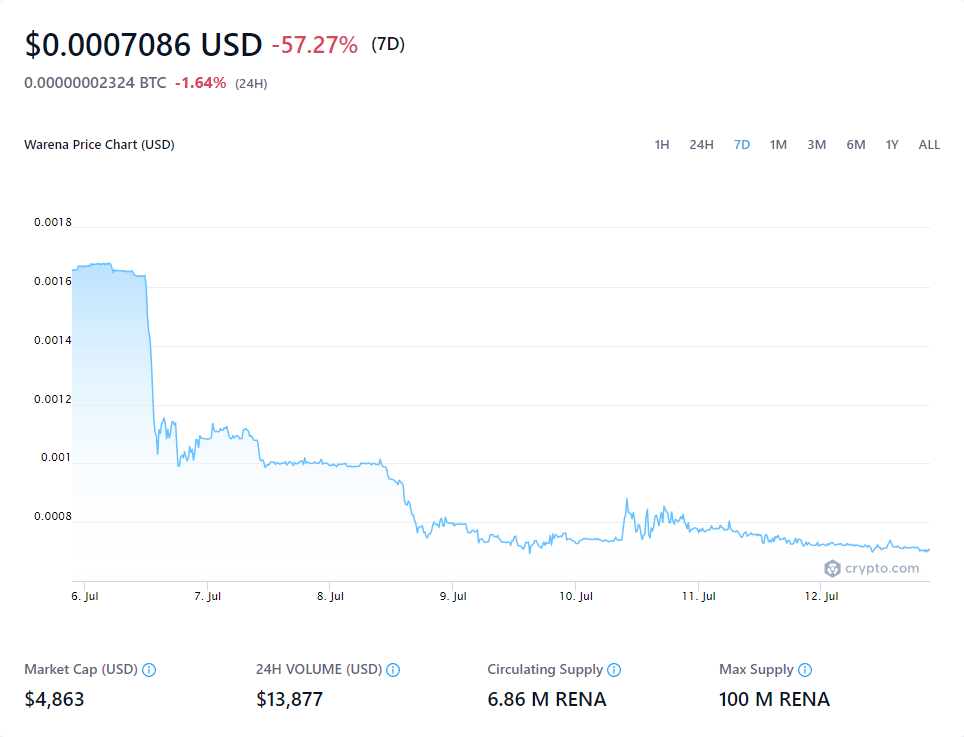 $0.0007086 USD -57.27% (7D)
0.00000002324 BTC -1.64% (24H)
Warena Price Chart (USD) 1H 24H 7D 1M 3M 6M 1Y ALL
0.0018
0.0016
0.0014
0.0012
0.001
0.0008
crypto.com
6. Jul 7. Jul 8. Jul 9. Jul 10. Jul 11. Jul 12. Jul
Market Cap (USD) 24H VOLUME (USD) Circulating Supply Max Supply
$4,863 $13,877 6.86 M RENA 100 M RENA